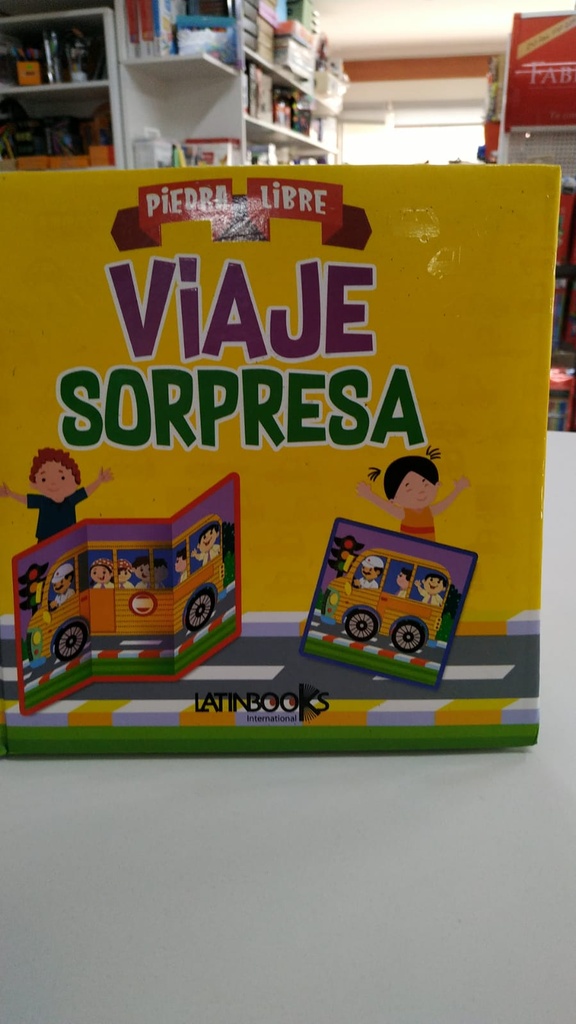 PiEDRA LiBRE
ViAJE
SORPRESA
LATINBOOKS
International